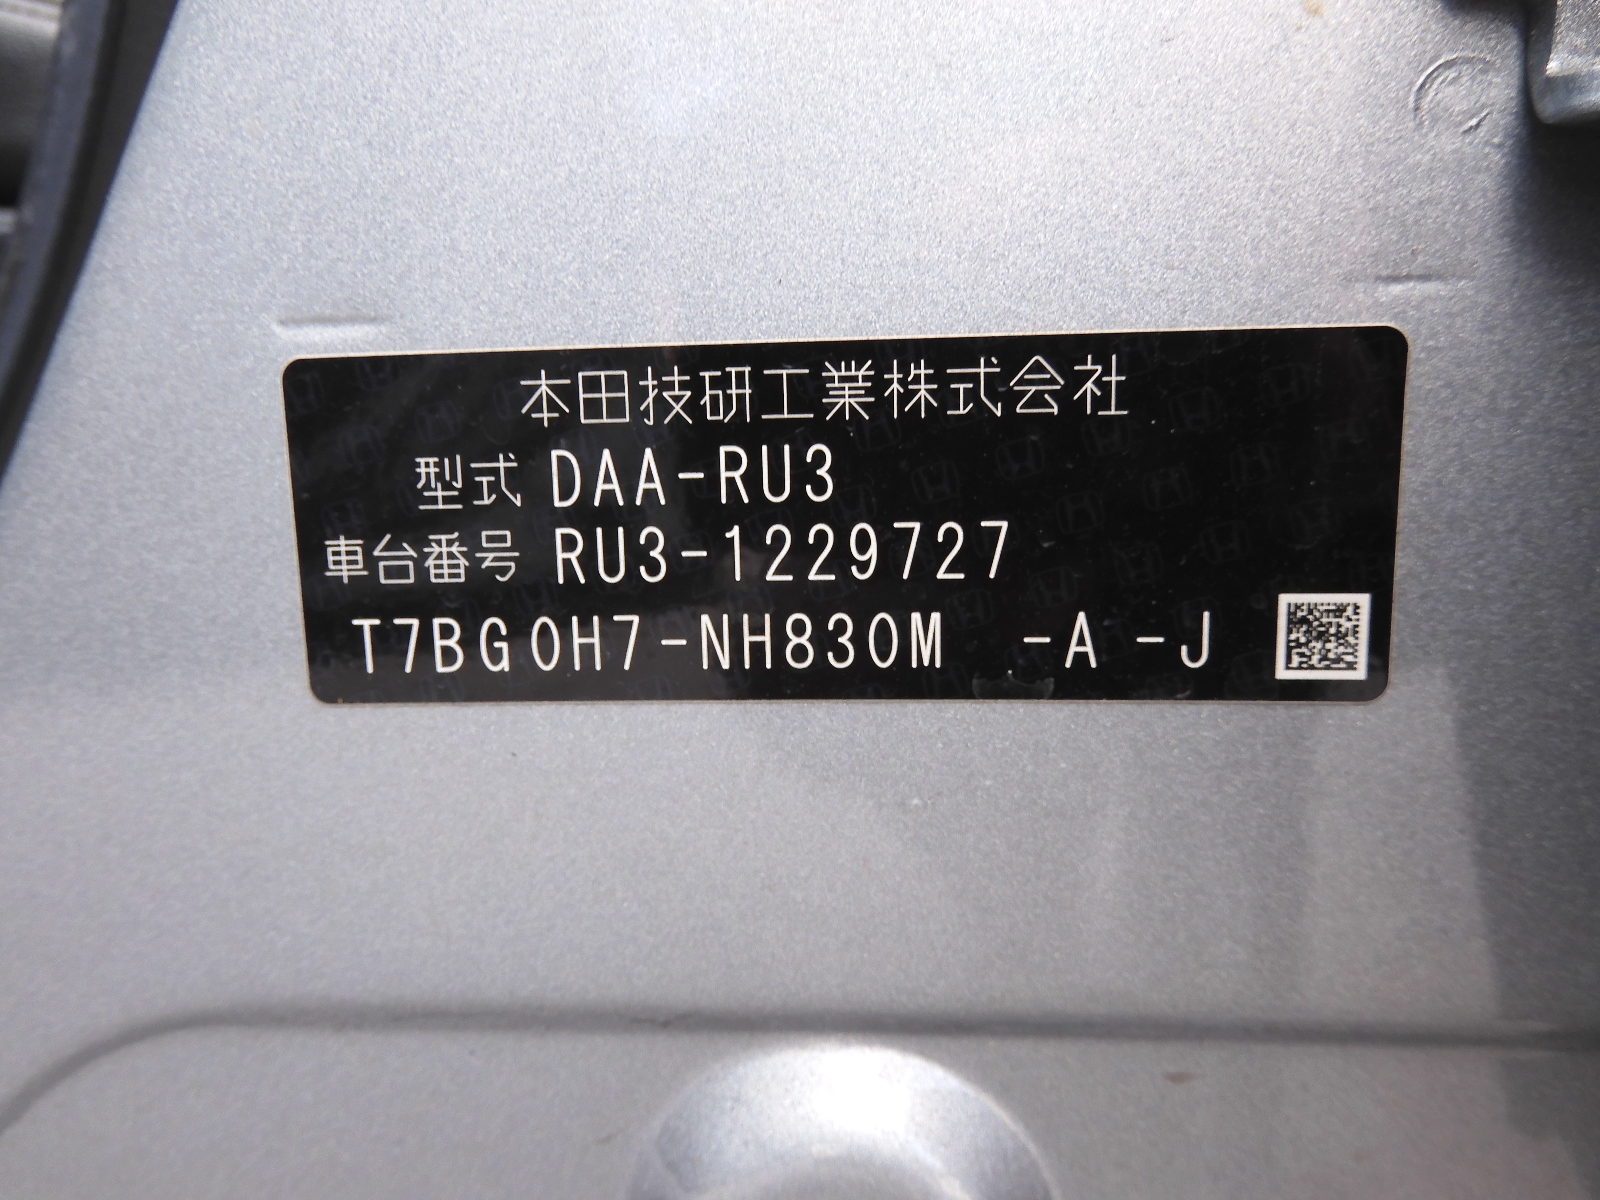 本田技研工業株式会社
型式 DAA-RU3
車台番号 RU3-1229727
T7BG0H7-NH830M -A -J